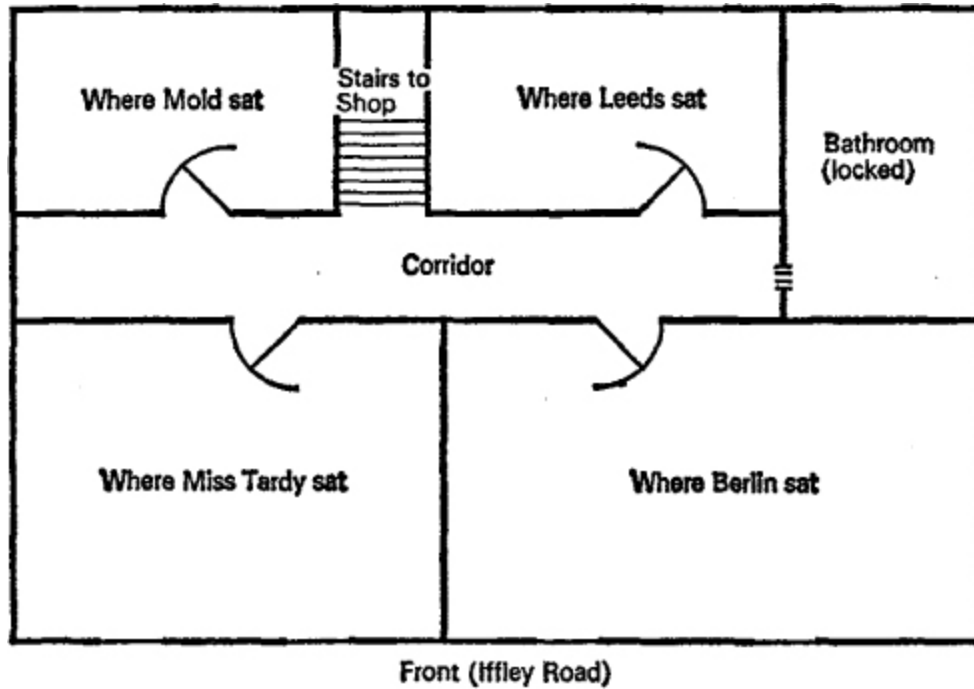 Where Mold sat
Stairs to
Shop
Where Leeds sat
Bathroom
(locked)
Corridor
Where Miss Tardy sat
Where Berlin sat
Front (Iffley Road)